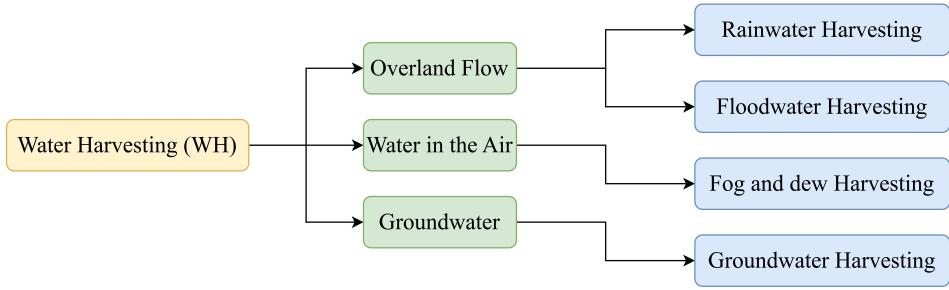 Water Harvesting (WH)
Overland Flow
Water in the Air
Groundwater
Rainwater Harvesting
Floodwater Harvesting
Fog and dew Harvesting
Groundwater Harvesting